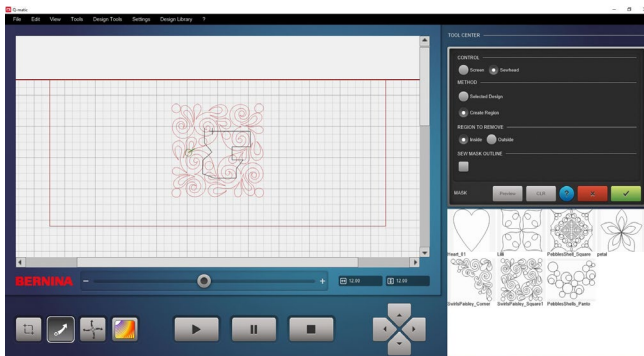 Q-matic
File Edit View Tools Design Tools Settings Design Library ?
TOOL CENTER
CONTROL
Screen Sewhead
METHOD
Selected Design
Create Region
REGION TO REMOVE
Inside Outside
SEW MASK OUTLINE
MASK Preview CLR ?
Heart_01 Lilli PebblesShell_Square petal
SwirlsPaisley_Corner SwirlsPaisley_Square1 PebblesShells_Panto
BERNINA - + 12.00 12.00